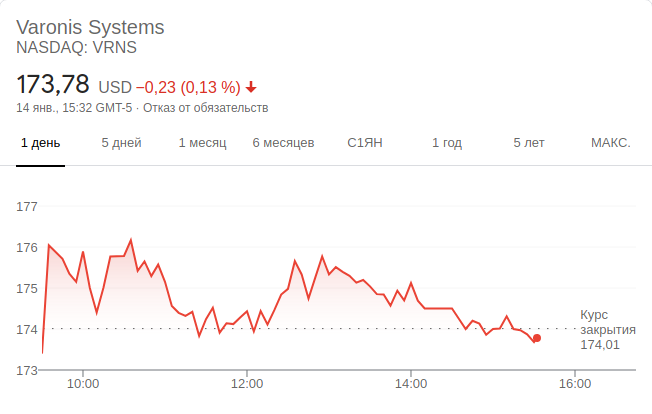 Varonis Systems
NASDAQ: VRNS
173,78 USD −0,23 (0,13 %)
14 янв., 15:32 GMT-5 · Отказ от обязательств
1 день 5 дней 1 месяц 6 месяцев С1ЯН 1 год 5 лет МАКС.
177
176
175
174
173
Курс
закрытия
174,01
10:00 12:00 14:00 16:00